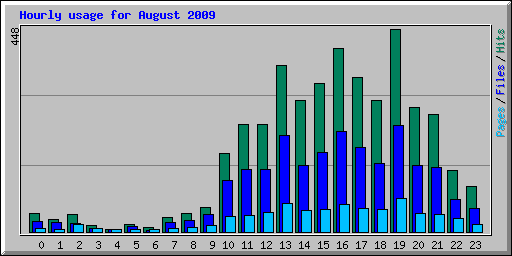 Hourly usage for August 2009
448
Pages/Files/Hits
0 1 2 3 4 5 6 7 8 9 10 11 12 13 14 15 16 17 18 19 20 21 22 23